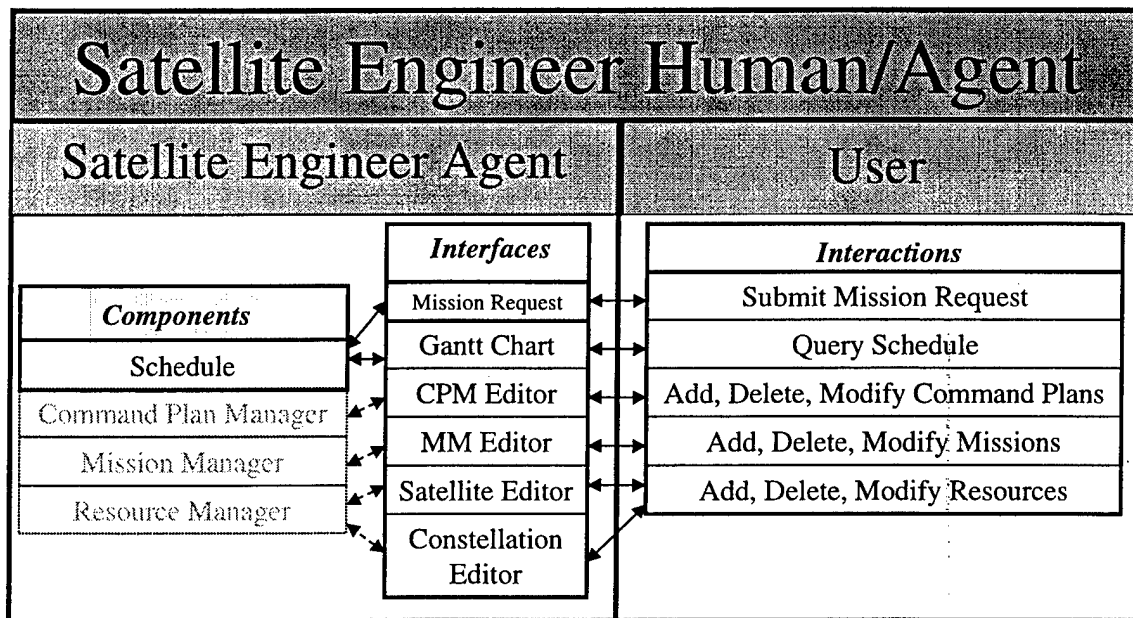 Satellite Engineer Human/Agent
Satellite Engineer Agent
User
Components
Schedule
Command Plan Manager
Mission Manager
Resource Manager
Interfaces
Mission Request
Gantt Chart
CPM Editor
MM Editor
Satellite Editor
Constellation
Editor
Interactions
Submit Mission Request
Query Schedule
Add, Delete, Modify Command Plans
Add, Delete, Modify Missions
Add, Delete, Modify Resources